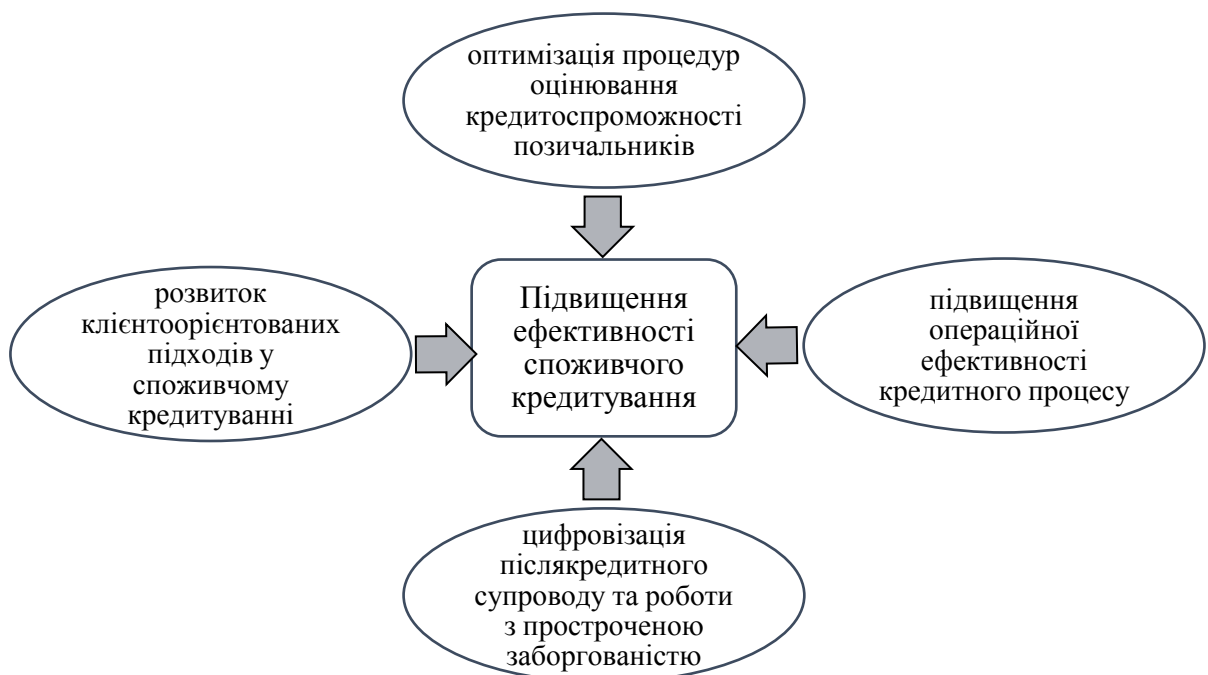 оптимізація процедур
оцінювання
кредитоспроможності
позичальників
розвиток
клієнтоорієнтованих
підходів у
споживчому
кредитуванні
Підвищення
ефективності
споживчого
кредитування
підвищення
операційної
ефективності
кредитного процесу
цифровізація
післякредитного
супроводу та роботи
з простроченою
заборгованістю